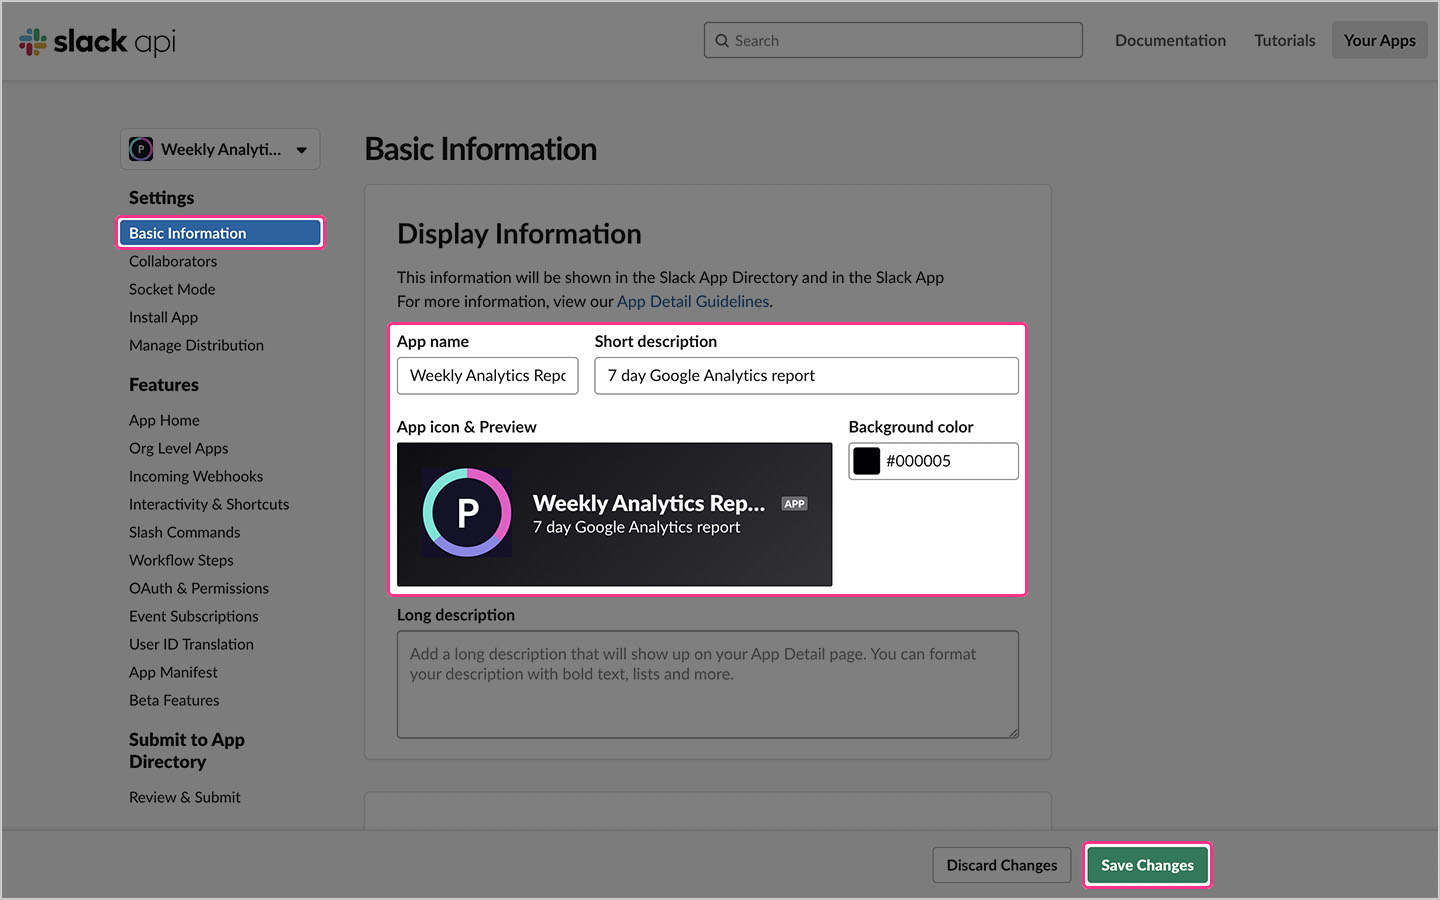 slack api
Search
Documentation
Tutorials
Your Apps
P
Weekly Analyti...
Settings
Basic Information
Collaborators
Socket Mode
Install App
Manage Distribution
Features
App Home
Org Level Apps
Incoming Webhooks
Interactivity & Shortcuts
Slash Commands
Workflow Steps
OAuth & Permissions
Event Subscriptions
User ID Translation
App Manifest
Beta Features
Submit to App
Directory
Review & Submit
Basic Information
Display Information
This information will be shown in the Slack App Directory and in the Slack App
For more information, view our App Detail Guidelines.
App name
Short description
Weekly Analytics Repo
7 day Google Analytics report
App icon & Preview
Background color
#000005
P
Weekly Analytics Rep...
APP
7 day Google Analytics report
Long description
Add a long description that will show up on your App Detail page. You can format
your description with bold text, lists and more.
Discard Changes
Save Changes